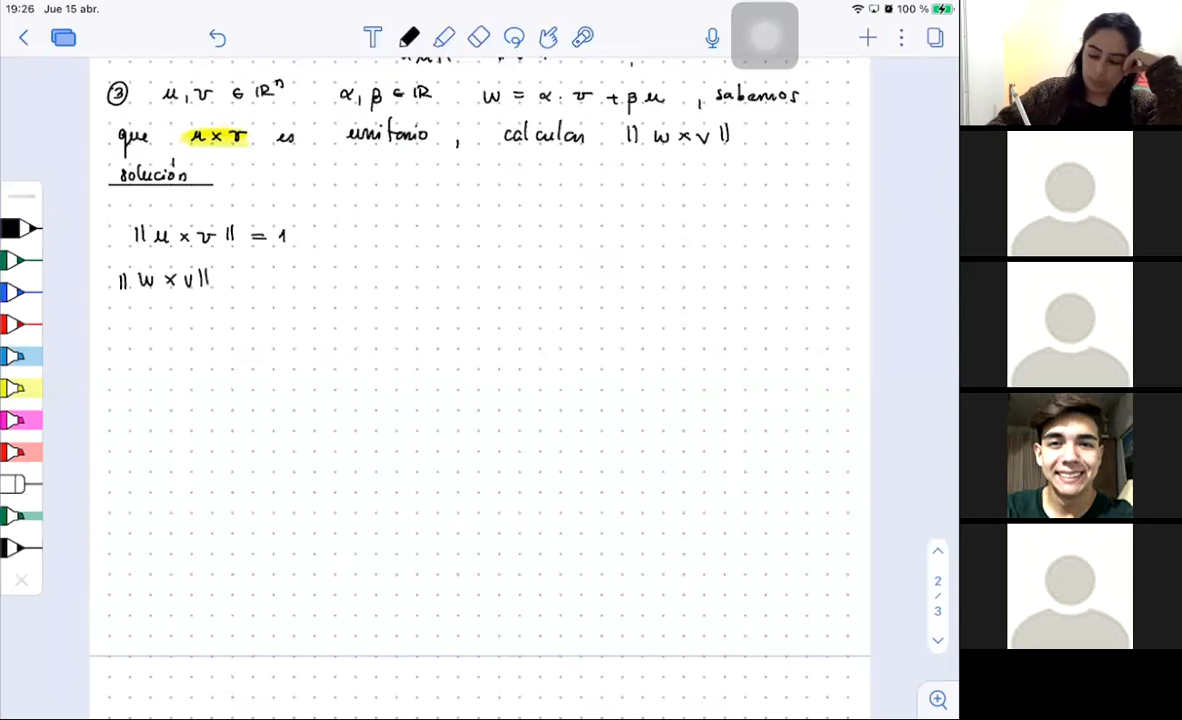 19:26 Jue 15 abr.
100 %
③ u, v ∈ ℝⁿ α, β ∈ ℝ w = α · v + β u , sabemos
que u × v es unitario , calcular || w × v ||
solución
|| u × v || = 1
|| w × v ||
2
/
3